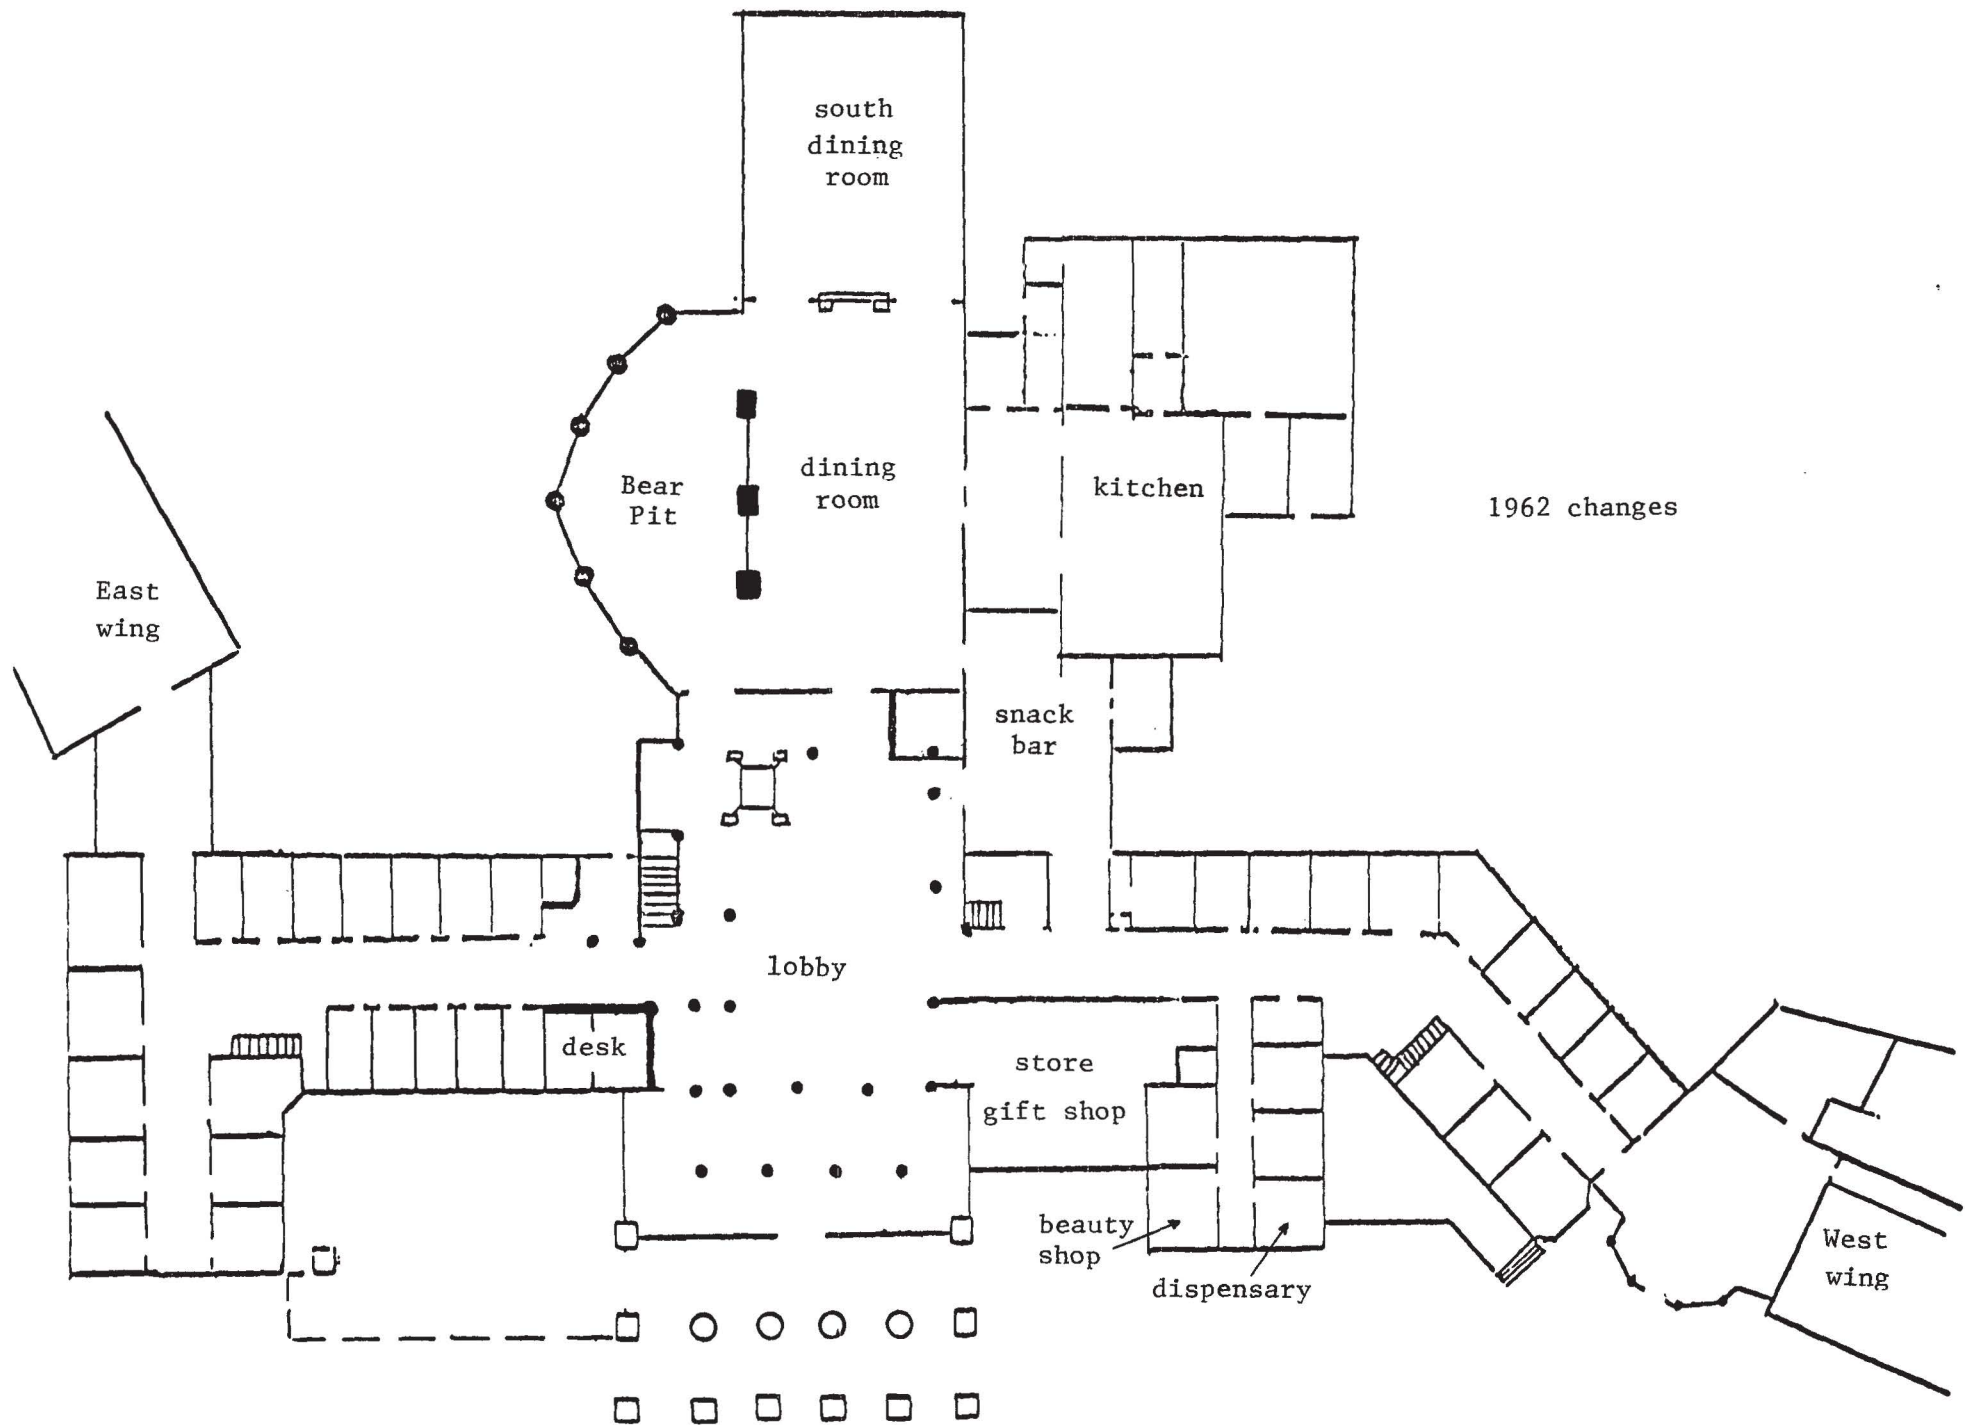 south
dining
room
Bear
Pit
dining
room
kitchen
1962 changes
East
wing
snack
bar
lobby
desk
store
gift shop
beauty
shop
dispensary
West
wing